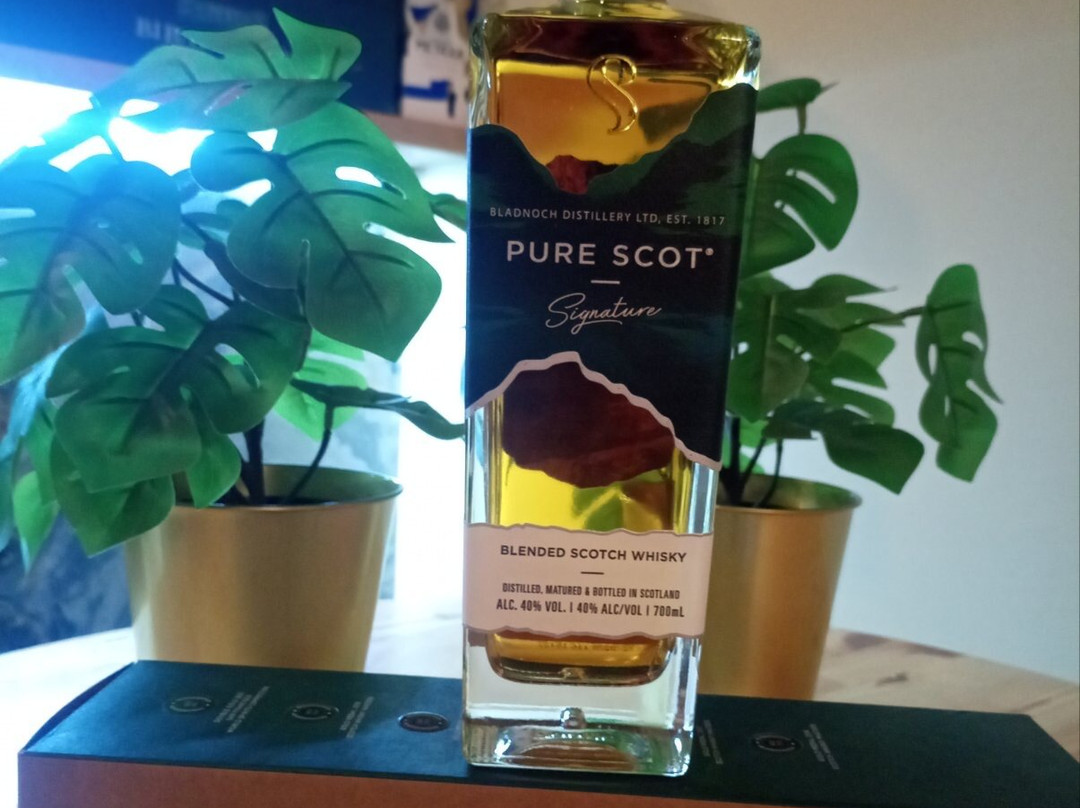 BLADNOCH DISTILLERY LTD, EST. 1817
PURE SCOT®
Signature
BLENDED SCOTCH WHISKY
DISTILLED, MATURED & BOTTLED IN SCOTLAND
ALC. 40% VOL. | 40% ALC/VOL | 700mL